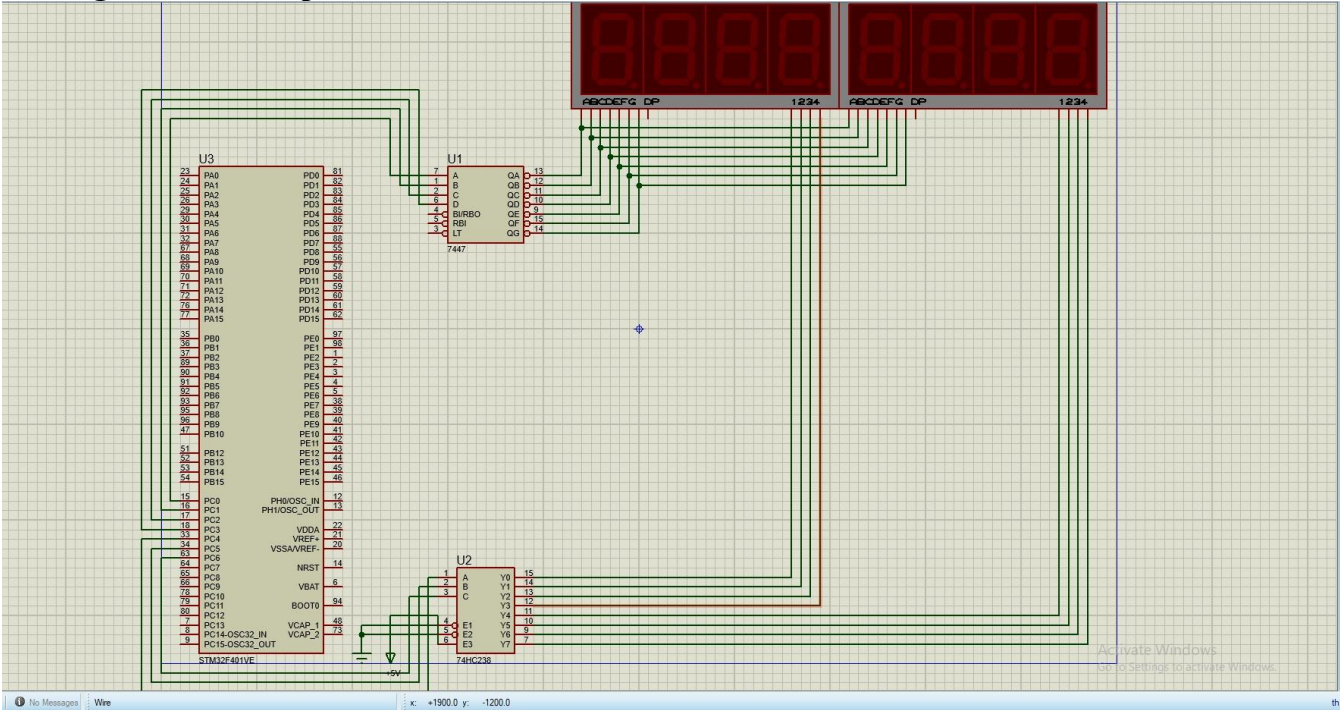 ABCDEFG DP
1234
ABCDEFG DP
1234
U3
23 PA0 PD0 81
24 PA1 PD1 82
25 PA2 PD2 83
26 PA3 PD3 84
29 PA4 PD4 85
30 PA5 PD5 86
31 PA6 PD6 87
32 PA7 PD7 88
67 PA8 PD8 55
68 PA9 PD9 56
69 PA10 PD10 57
70 PA11 PD11 58
71 PA12 PD12 59
72 PA13 PD13 60
76 PA14 PD14 61
77 PA15 PD15 62
35 PB0 PE0 97
36 PB1 PE1 98
37 PB2 PE2 1
89 PB3 PE3 2
90 PB4 PE4 3
91 PB5 PE5 4
92 PB6 PE6 5
93 PB7 PE7 38
95 PB8 PE8 39
96 PB9 PE9 40
47 PB10 PE10 41
PE11 42
51 PB12 PE12 43
52 PB13 PE13 44
53 PB14 PE14 45
54 PB15 PE15 46
15 PC0 PH0/OSC_IN 12
16 PC1 PH1/OSC_OUT 13
17 PC2
18 PC3 VDDA 22
33 PC4 VREF+ 21
34 PC5 VSSA/VREF- 20
63 PC6
64 PC7 NRST 14
65 PC8
66 PC9 VBAT 6
78 PC10
79 PC11 BOOT0 94
80 PC12
7 PC13 VCAP_1 48
8 PC14-OSC32_IN VCAP_2 73
9 PC15-OSC32_OUT
STM32F401VE
U1
7 A QA 13
1 B QB 12
2 C QC 11
6 D QD 10
4 BI/RBO QE 9
5 RBI QF 15
3 LT QG 14
7447
U2
1 A Y0 15
2 B Y1 14
3 C Y2 13
Y3 12
Y4 11
4 E1 Y5 10
5 E2 Y6 9
6 E3 Y7 7
74HC238
+5V
Activate Windows
Go to Settings to activate Windows.
No Messages
Wire
x: +1900.0 y: -1200.0
th